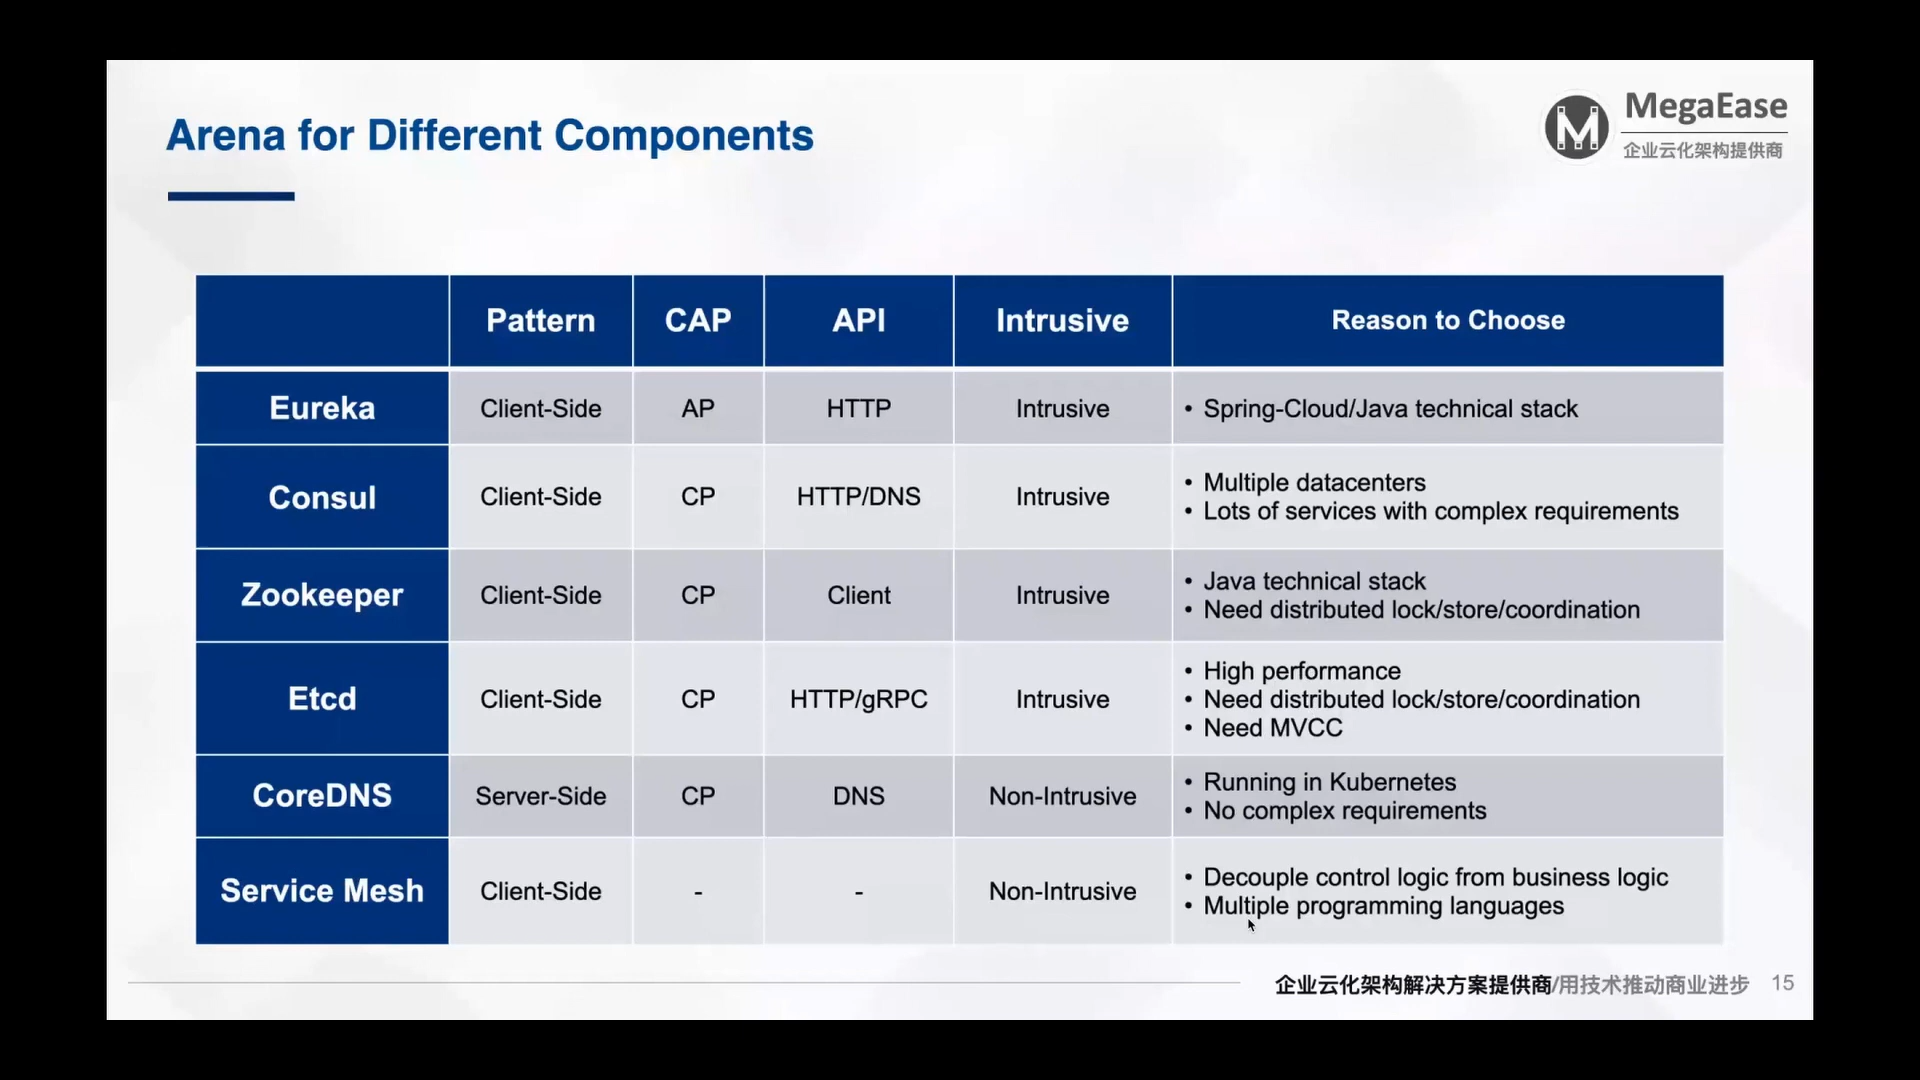 Arena for Different Components
MegaEase
企业云化架构提供商
Pattern CAP API Intrusive Reason to Choose
Eureka Client-Side AP HTTP Intrusive • Spring-Cloud/Java technical stack
Consul Client-Side CP HTTP/DNS Intrusive • Multiple datacenters
• Lots of services with complex requirements
Zookeeper Client-Side CP Client Intrusive • Java technical stack
• Need distributed lock/store/coordination
Etcd Client-Side CP HTTP/gRPC Intrusive • High performance
• Need distributed lock/store/coordination
• Need MVCC
CoreDNS Server-Side CP DNS Non-Intrusive • Running in Kubernetes
• No complex requirements
Service Mesh Client-Side - - Non-Intrusive • Decouple control logic from business logic
• Multiple programming languages
企业云化架构解决方案提供商/用技术推动商业进步 15